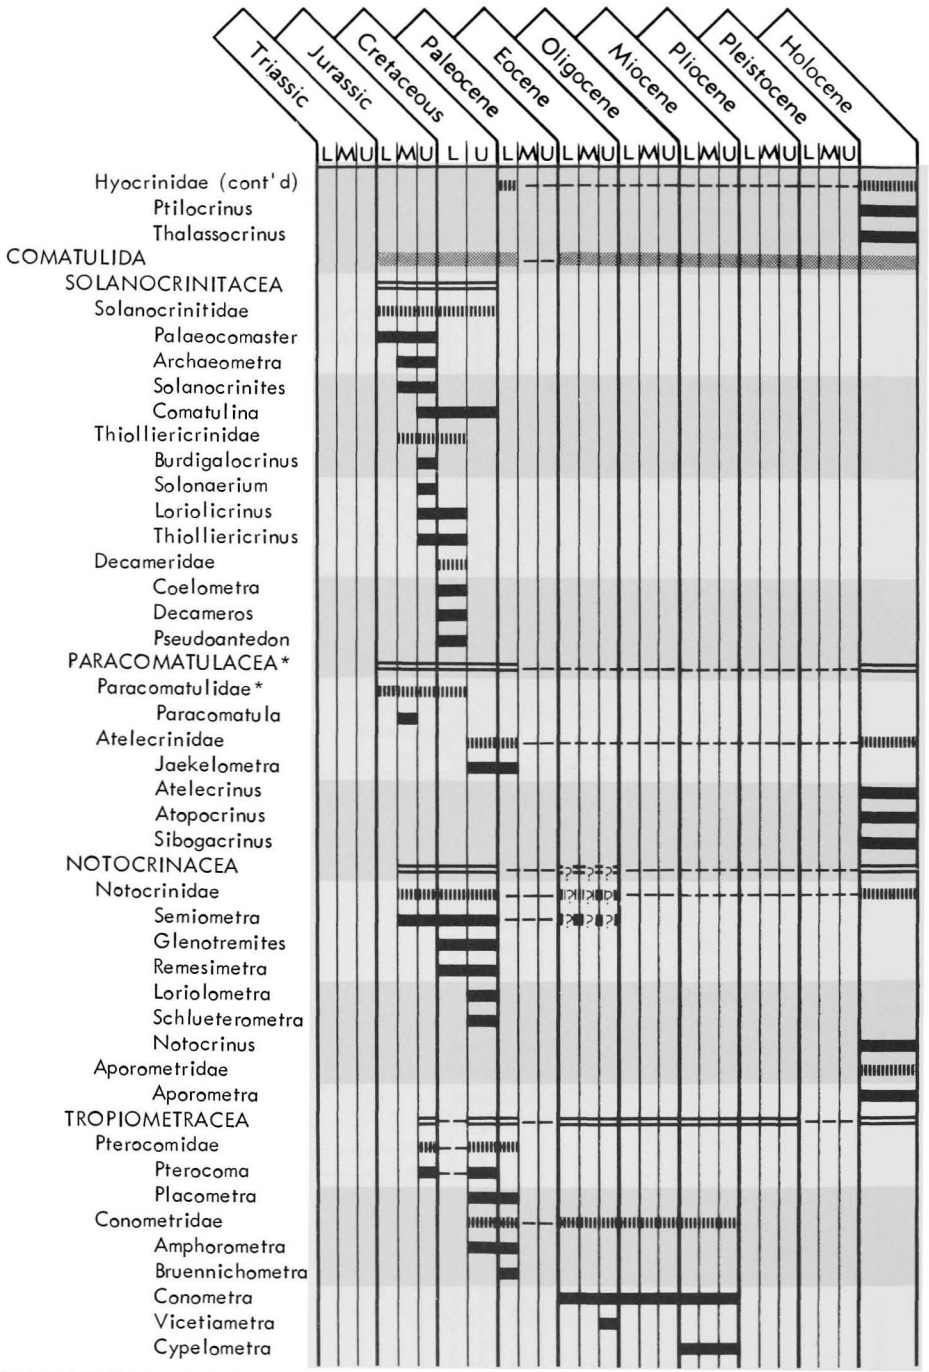 Triassic
Jurassic
Cretaceous
Paleocene
Eocene
Oligocene
Miocene
Pliocene
Pleistocene
Holocene
L M U L M U L U L M U L M U L M U L M U L M U L M U
Hyocrinidae (cont'd)
Ptilocrinus
Thalassocrinus
COMATULIDA
SOLANOCRINITACEA
Solanocrinitidae
Palaeocomaster
Archaeometra
Solanocrinites
Comatulina
Thiolliericrinidae
Burdigalocrinus
Solonaerium
Loriolicrinus
Thiolliericrinus
Decameridae
Coelometra
Decameros
Pseudoantedon
PARACOMATULACEA*
Paracomatulidae*
Paracomatula
Atelecrinidae
Jaekelometra
Atelecrinus
Atopocrinus
Sibogacrinus
NOTOCRINACEA ? ? ?
Notocrinidae ? ? ?
Semiometra ? ? ?
Glenotremites
Remesimetra
Loriolometra
Schlueterometra
Notocrinus
Aporometridae
Aporometra
TROPIOMETRACEA
Pterocomidae
Pterocoma
Placometra
Conometridae
Amphorometra
Bruennichometra
Conometra
Vicetiametra
Cypelometra